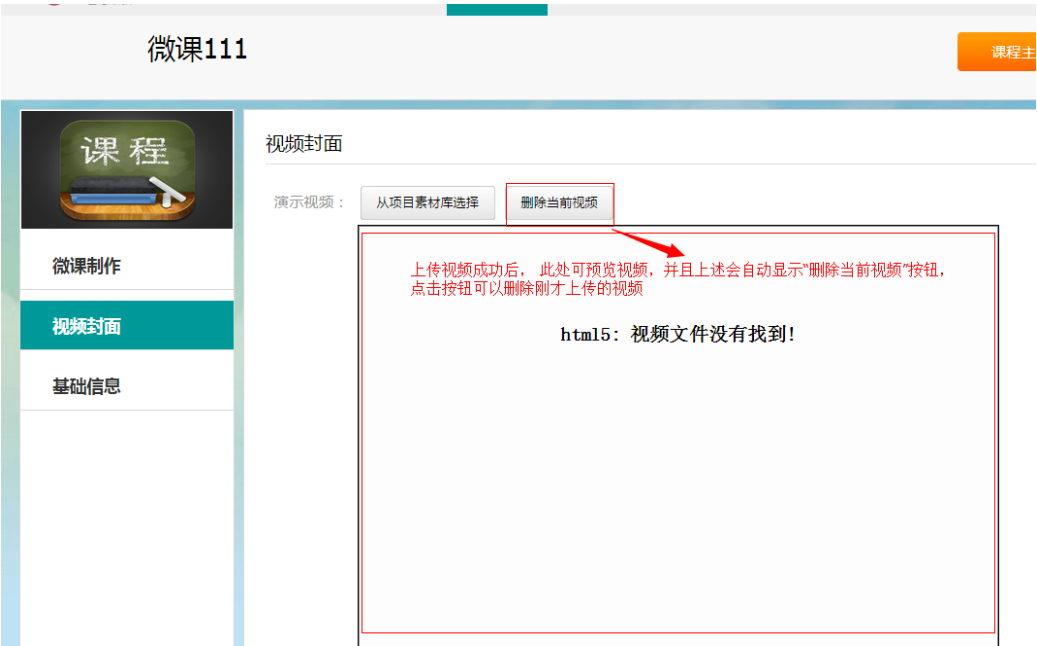 微课111
课程主
课程
视频封面
演示视频：
从项目素材库选择
删除当前视频
微课制作
视频封面
基础信息
上传视频成功后， 此处可预览视频，并且上述会自动显示“删除当前视频”按钮，
点击按钮可以删除刚才上传的视频
html5: 视频文件没有找到!